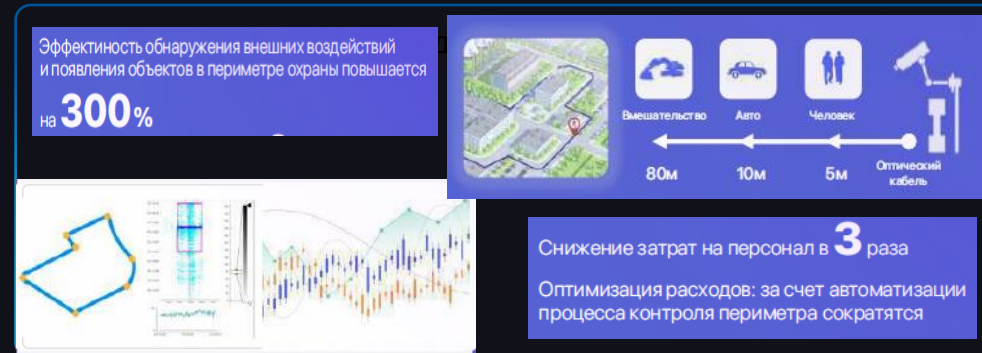 Эффектиность обнаружения внешних воздействий
и появления объектов в периметре охраны повышается
на 300%
Вмешательство Авто Человек
80м 10м 5м
Оптический
кабель
Снижение затрат на персонал в 3 раза
Оптимизация расходов: за счет автоматизации
процесса контроля периметра сократятся